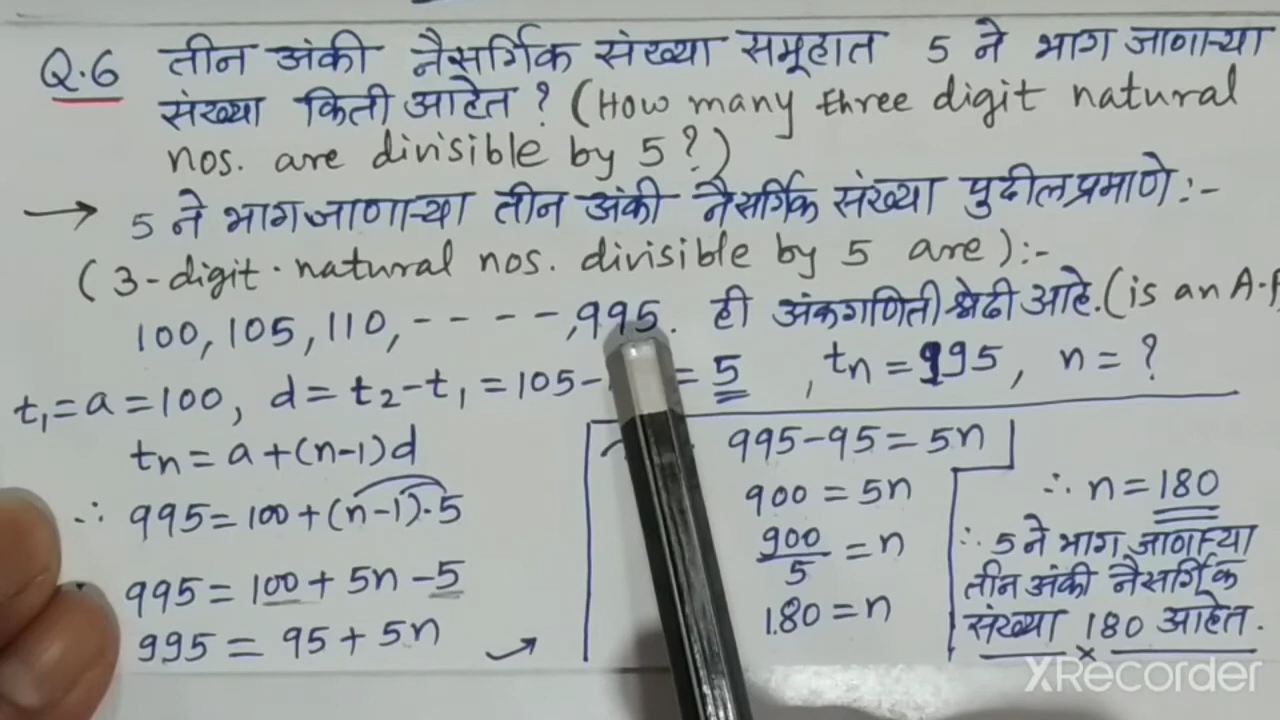 Q.6 तीन अंकी नैसर्गिक संख्या समूहात 5 ने भाग जाणाऱ्या
संख्या किती आहेत? (How many three digit natural
nos. are divisible by 5?)
→ 5 ने भाग जाणाऱ्या तीन अंकी नैसर्गिक संख्या पुढीलप्रमाणे:-
(3-digit natural nos. divisible by 5 are):-
100, 105, 110, ----, 995. ही अंकगणिती श्रेढी आहे. (is an A.P
t₁ = a = 100, d = t₂ - t₁ = 105 - = 5 , tn = 995, n = ?
tn = a + (n-1)d
∴ 995 = 100 + (n-1)·5
995 = 100 + 5n - 5
995 = 95 + 5n
995 - 95 = 5n
900 = 5n
900/5 = n
180 = n
∴ n = 180
∴ 5 ने भाग जाणाऱ्या
तीन अंकी नैसर्गिक
संख्या 180 आहेत.
×
XRecorder